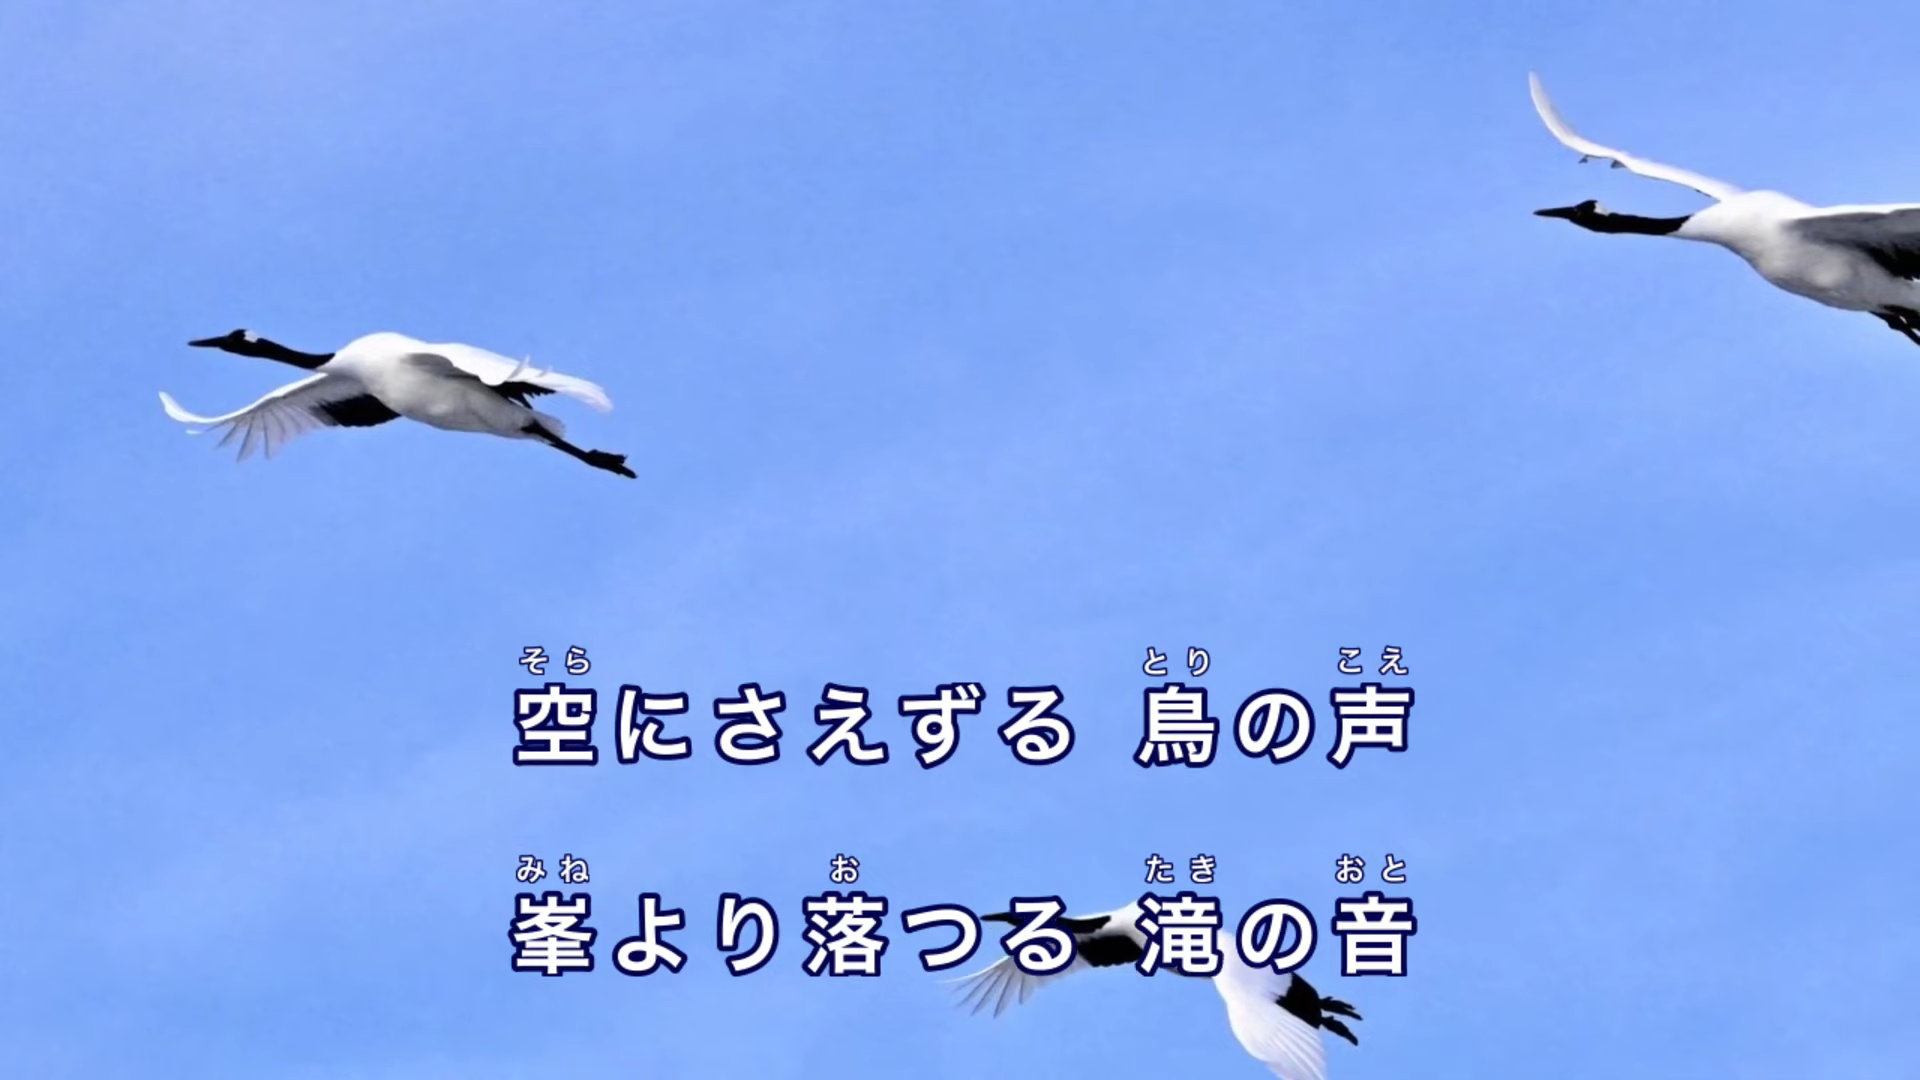 そら とり こえ
空にさえずる 鳥の声
みね お たき おと
峯より落つる 滝の音